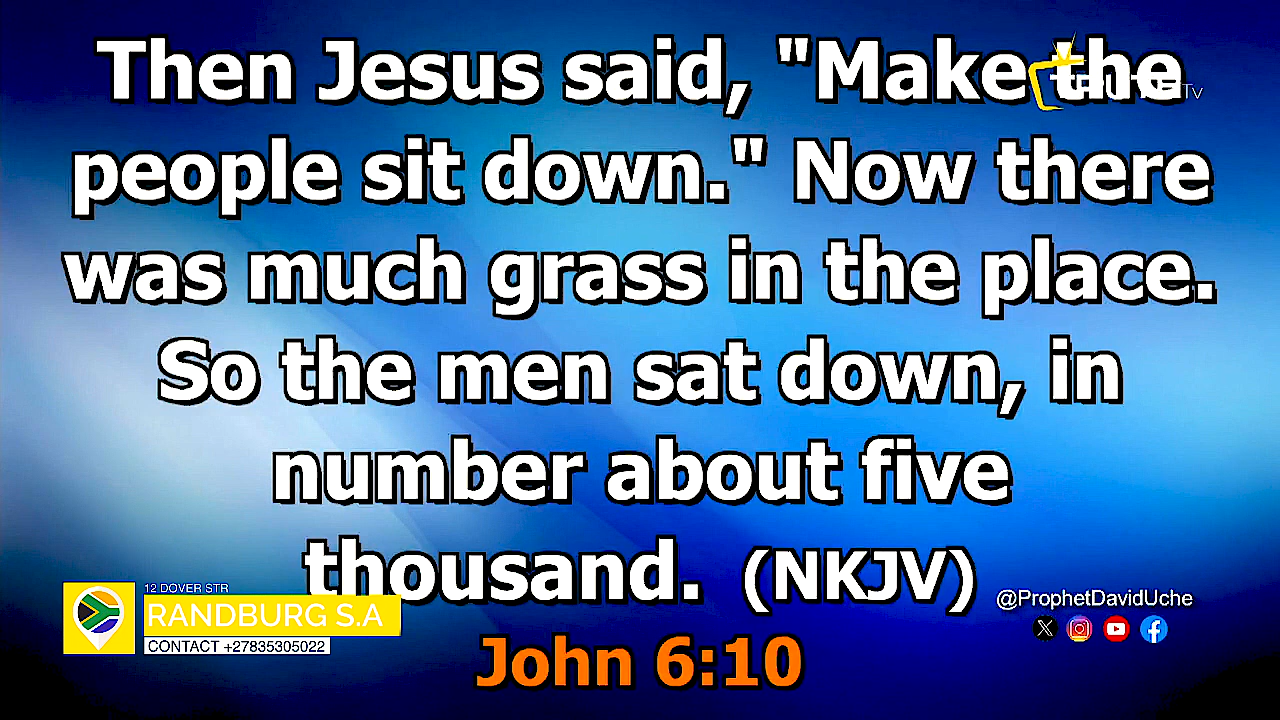 Then Jesus said, "Make the
people sit down." Now there
was much grass in the place.
So the men sat down, in
number about five
thousand. (NKJV)
John 6:10
12 DOVER STR
RANDBURG S.A
CONTACT +27835305022
@ProphetDavidUche